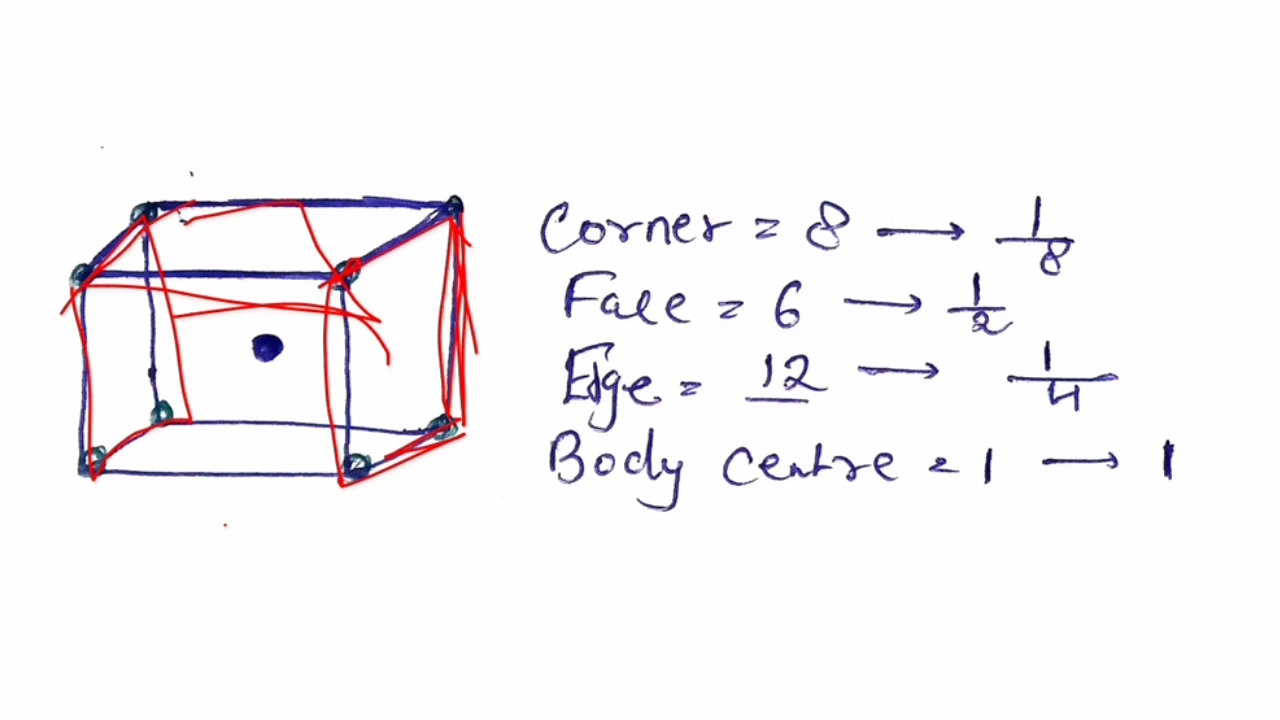 Corner = 8 → 1/8
Face = 6 → 1/2
Edge = 12 → 1/4
Body centre = 1 → 1